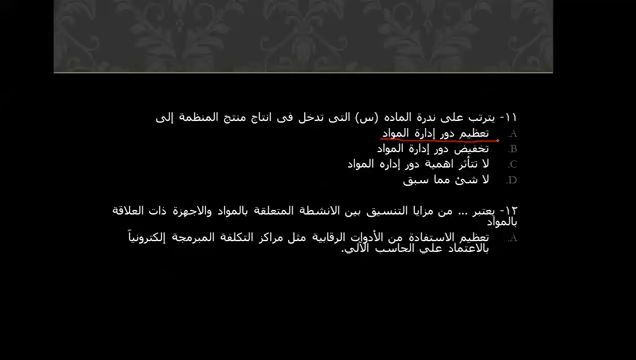 ١١- يترتب على ندرة الماده (س) التى تدخل فى انتاج منتج المنظمة إلى
A. تعظيم دور إدارة المواد
B. تخفيض دور إدارة المواد
C. لا تتأثر اهمية دور إداره المواد
D. لا شئ مما سبق
١٢- يعتبر ... من مزايا التنسيق بين الانشطة المتعلقة بالمواد والاجهزة ذات العلاقة
بالمواد
A. تعظيم الاستفادة من الأدوات الرقابية مثل مراكز التكلفة المبرمجة إلكترونياً
بالاعتماد علي الحاسب الآلي.